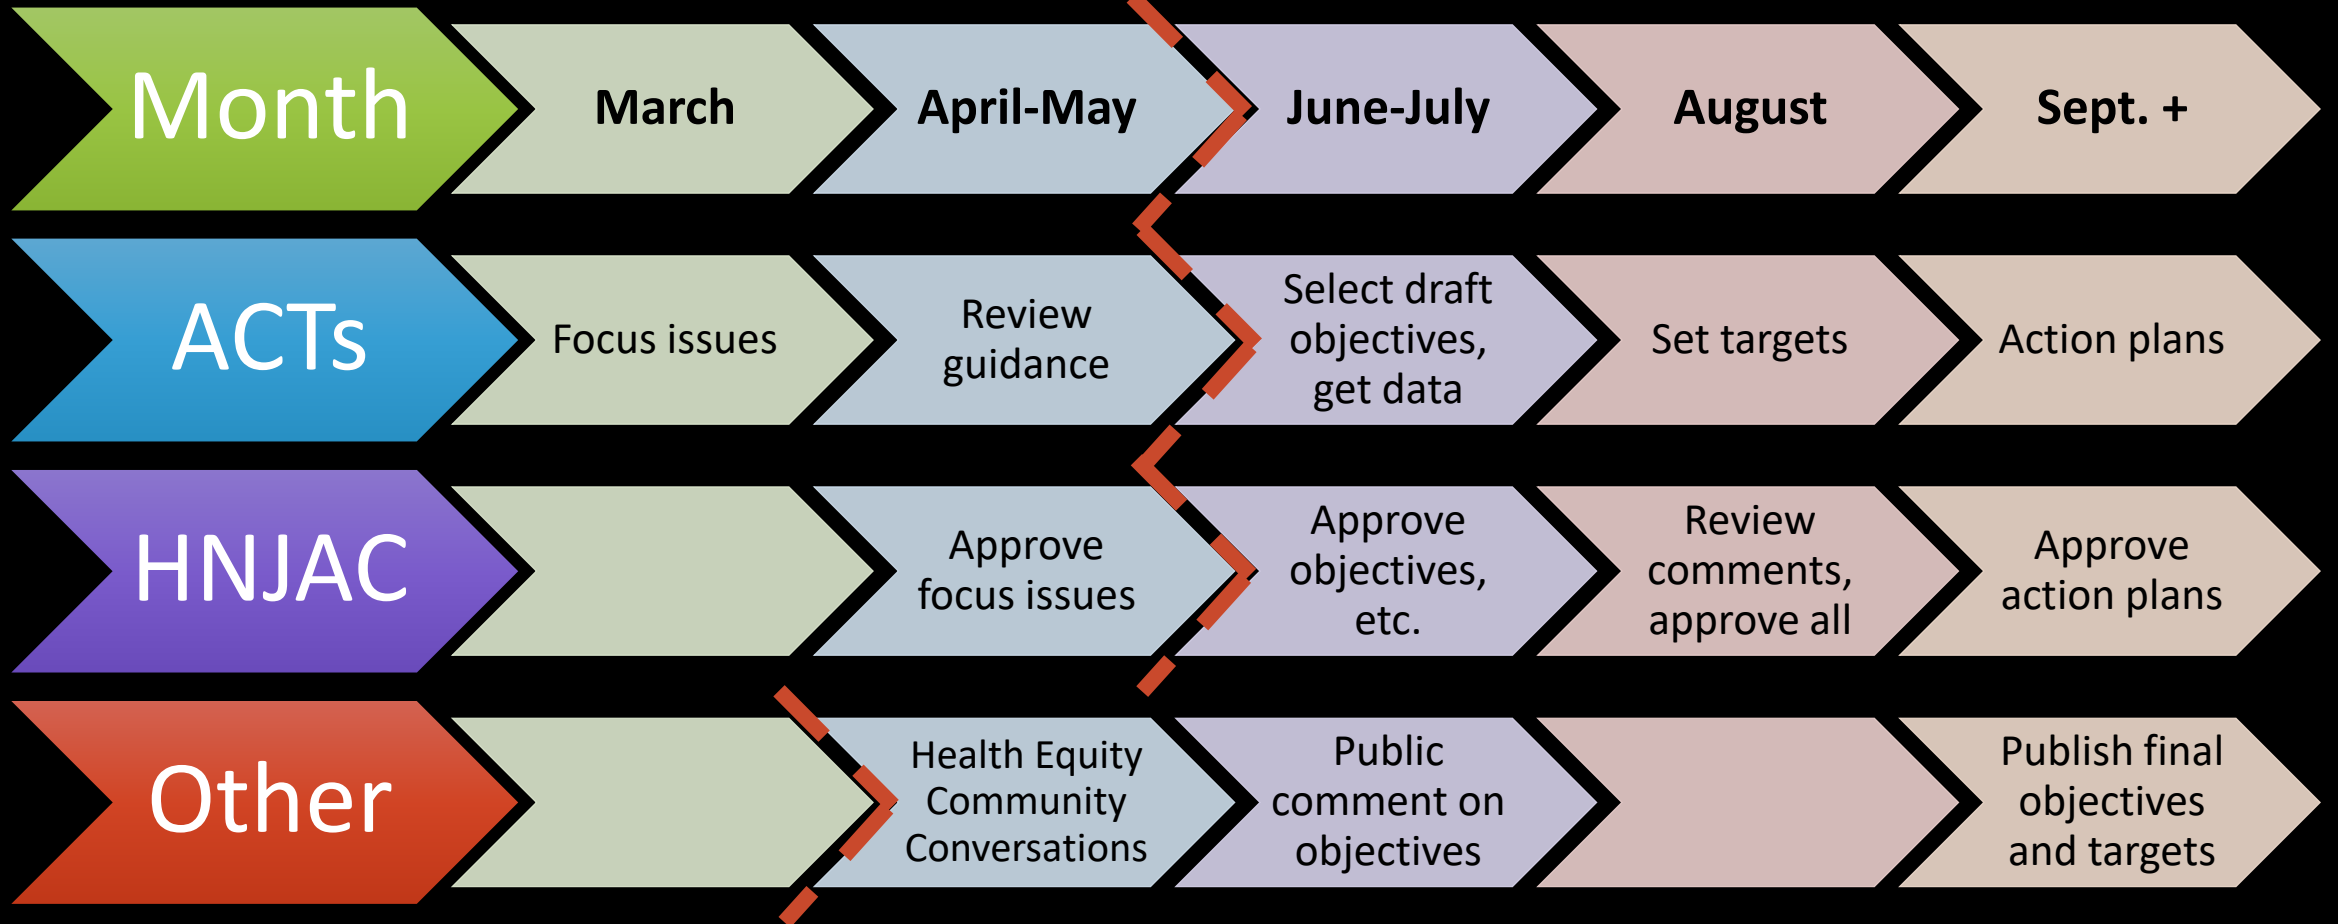 Month
March
April-May
June-July
August
Sept. +
ACTs
Focus issues
Review
guidance
Select draft
objectives,
get data
Set targets
Action plans
HNJAC
Approve
focus issues
Approve
objectives,
etc.
Review
comments,
approve all
Approve
action plans
Other
Health Equity
Community
Conversations
Public
comment on
objectives
Publish final
objectives
and targets